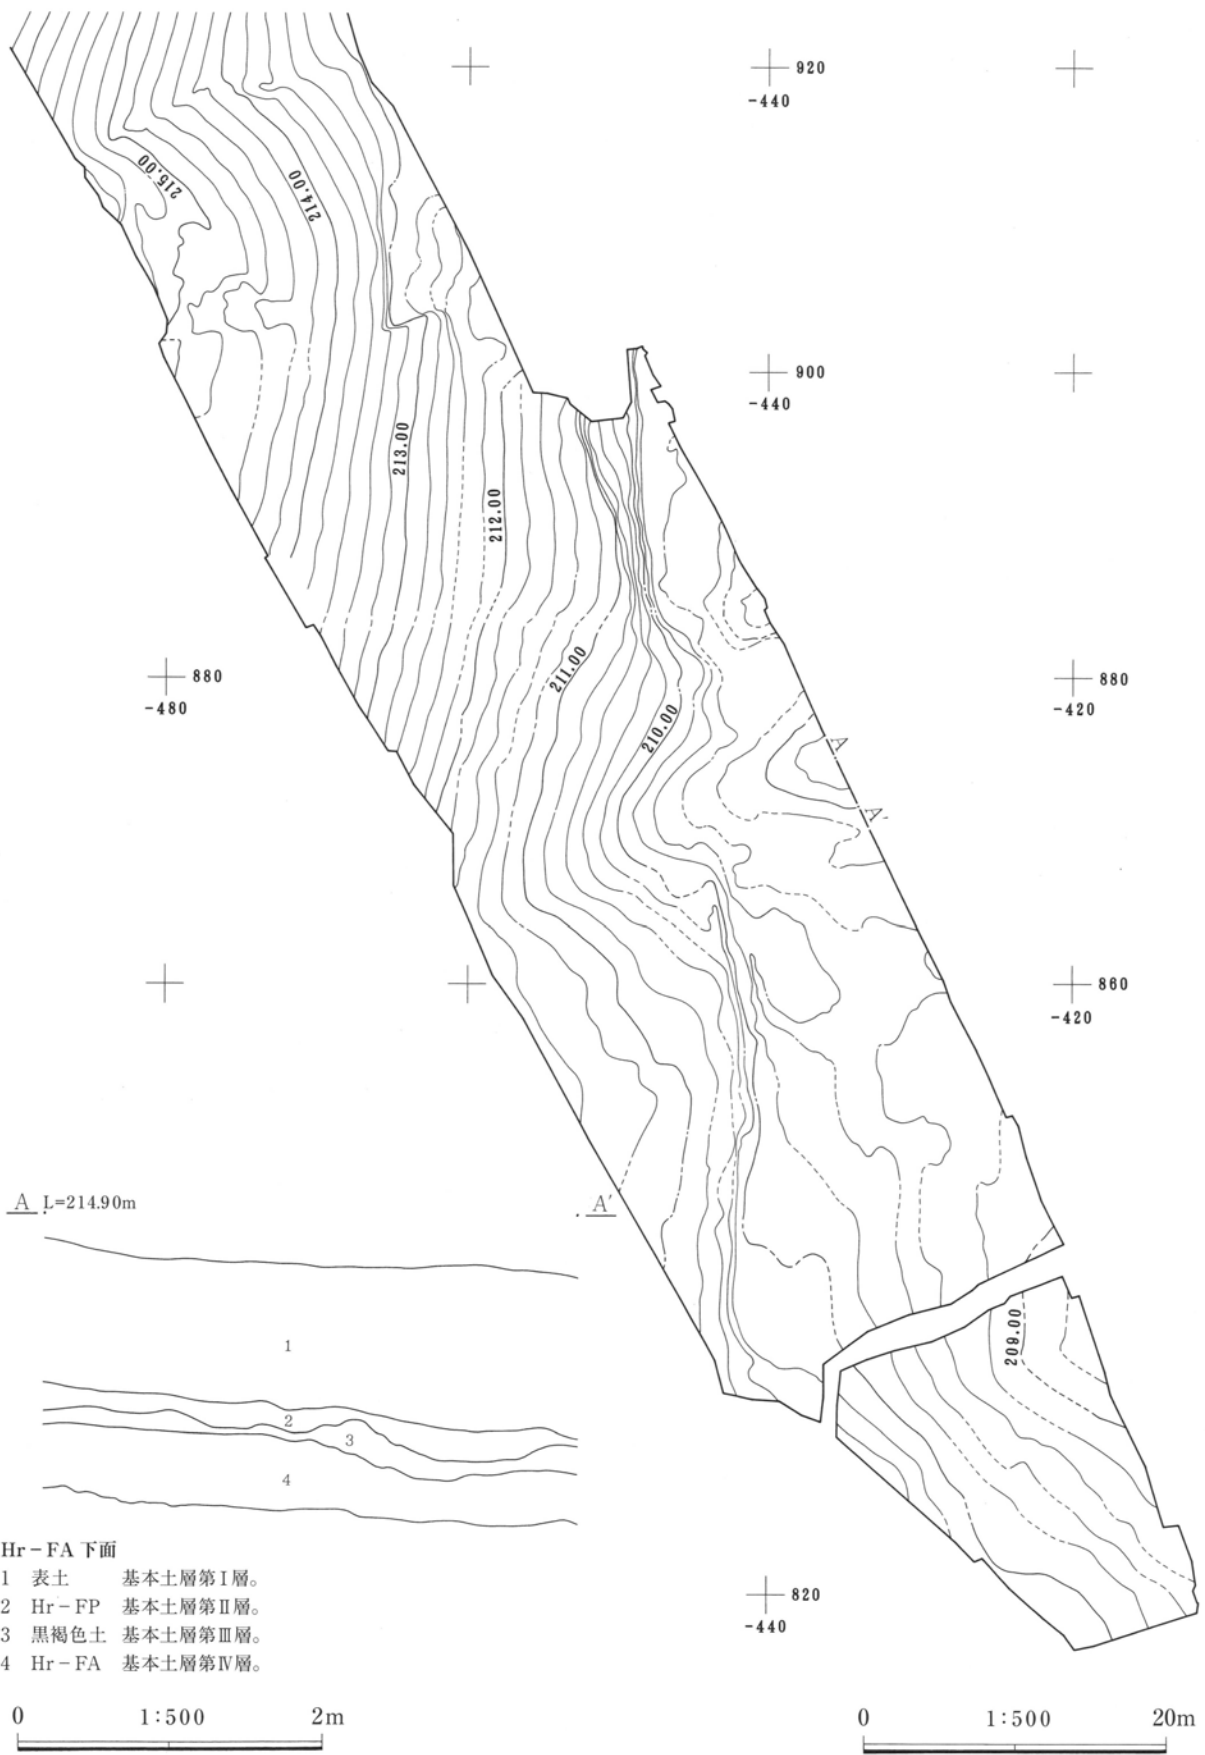 920
-440
215.00
214.00
900
-440
213.00
212.00
880
-480
211.00
880
-420
210.00
A
A'
860
-420
A L=214.90m
A'
1
2
3
4
209.00
Hr－FA 下面
1 表土 基本土層第Ⅰ層。
2 Hr－FP 基本土層第Ⅱ層。
3 黒褐色土 基本土層第Ⅲ層。
4 Hr－FA 基本土層第Ⅳ層。
820
-440
0 1:500 2m
0 1:500 20m